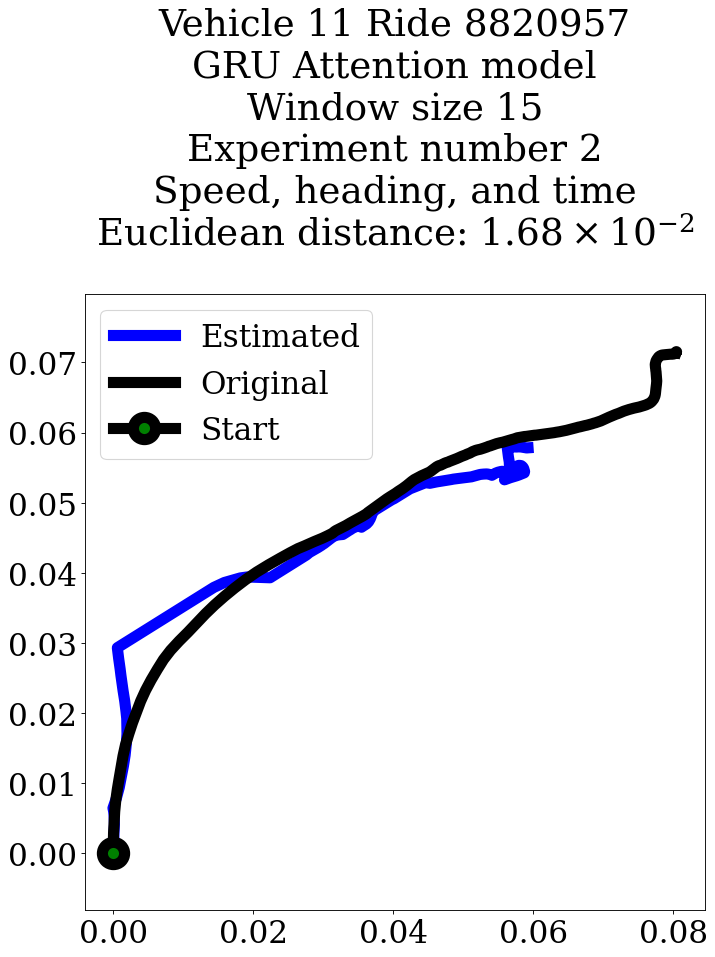 Vehicle 11 Ride 8820957
GRU Attention model
Window size 15
Experiment number 2
Speed, heading, and time
Euclidean distance: 1.68 × 10⁻²
Estimated
Original
Start
0.07
0.06
0.05
0.04
0.03
0.02
0.01
0.00
0.00 0.02 0.04 0.06 0.08